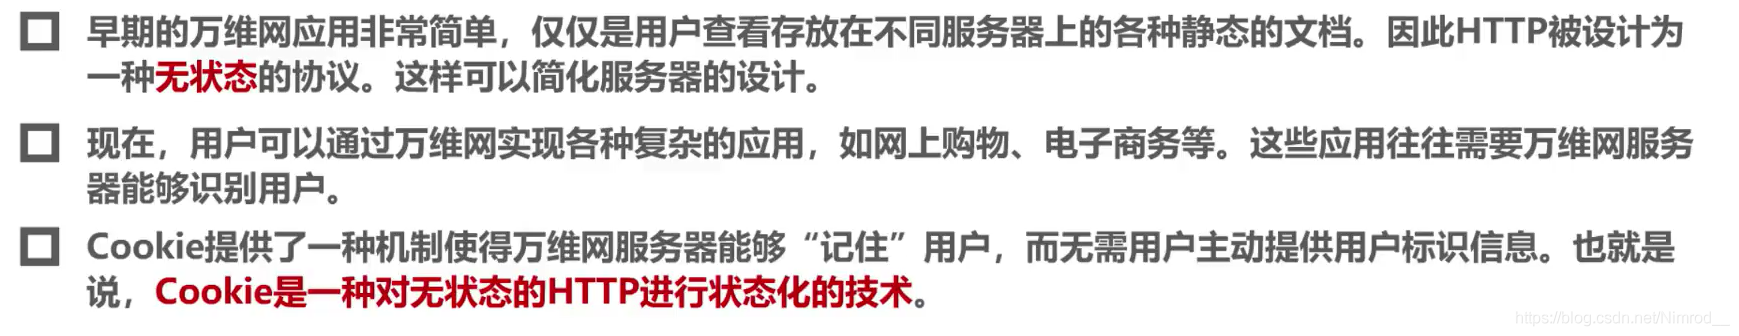 早期的万维网应用非常简单，仅仅是用户查看存放在不同服务器上的各种静态的文档。因此HTTP被设计为
一种无状态的协议。这样可以简化服务器的设计。
现在，用户可以通过万维网实现各种复杂的应用，如网上购物、电子商务等。这些应用往往需要万维网服务
器能够识别用户。
Cookie提供了一种机制使得万维网服务器能够“记住”用户，而无需用户主动提供用户标识信息。也就是
说，Cookie是一种对无状态的HTTP进行状态化的技术。
https://blog.csdn.net/Nimrod__